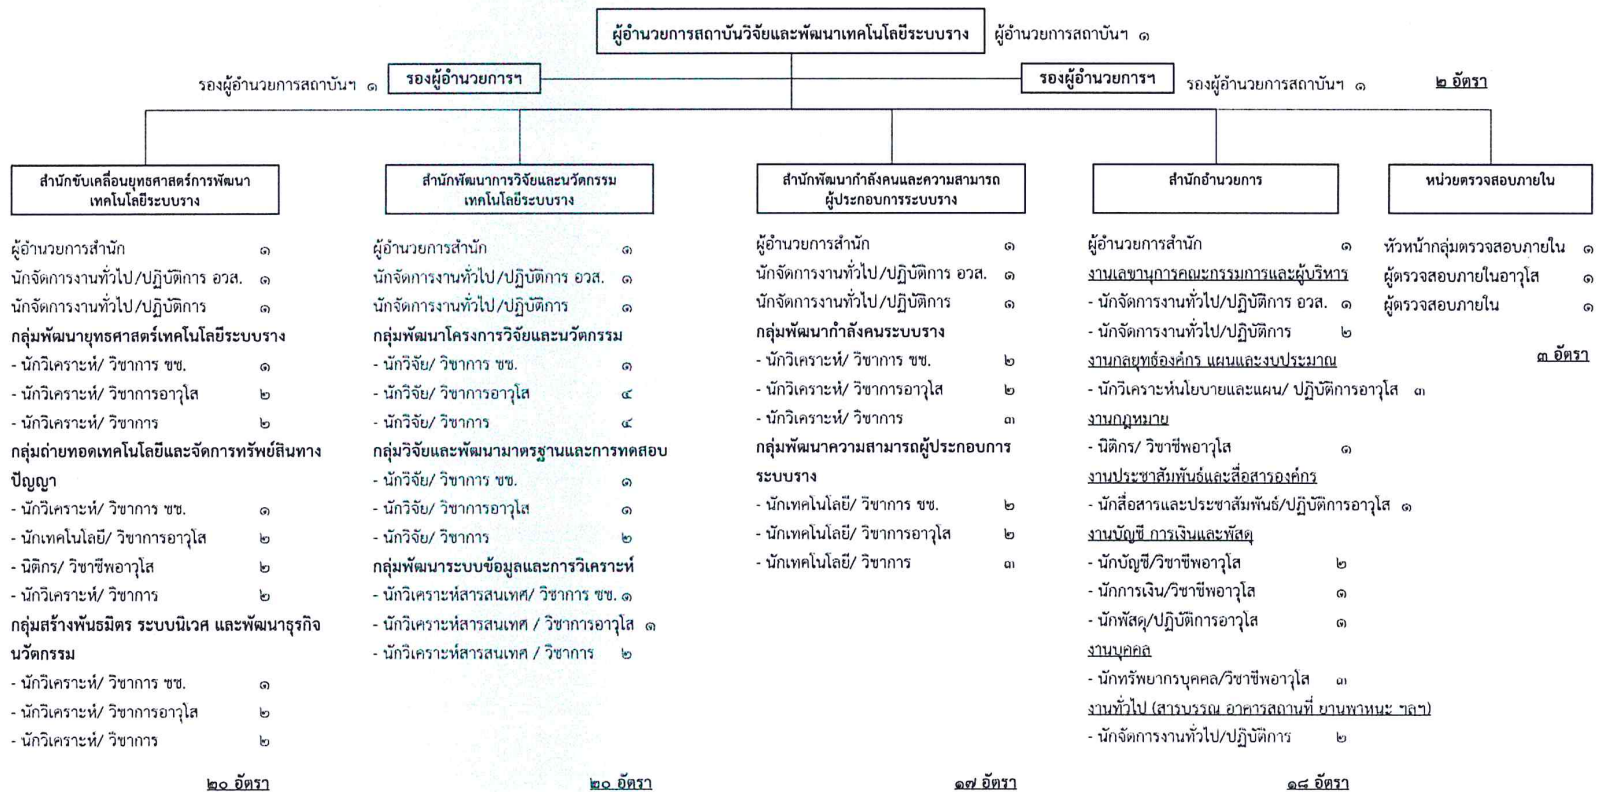 ผู้อำนวยการสถาบันวิจัยและพัฒนาเทคโนโลยีระบบราง ผู้อำนวยการสถาบันฯ ๑
รองผู้อำนวยการสถาบันฯ ๑ รองผู้อำนวยการฯ รองผู้อำนวยการฯ รองผู้อำนวยการสถาบันฯ ๑ ๒ อัตรา
สำนักขับเคลื่อนยุทธศาสตร์การพัฒนา
เทคโนโลยีระบบราง
ผู้อำนวยการสำนัก ๑
นักจัดการงานทั่วไป/ปฏิบัติการ อวส. ๑
นักจัดการงานทั่วไป/ปฏิบัติการ ๑
กลุ่มพัฒนายุทธศาสตร์เทคโนโลยีระบบราง
- นักวิเคราะห์/ วิชาการ ชช. ๑
- นักวิเคราะห์/ วิชาการอาวุโส ๒
- นักวิเคราะห์/ วิชาการ ๒
กลุ่มถ่ายทอดเทคโนโลยีและจัดการทรัพย์สินทาง
ปัญญา
- นักวิเคราะห์/ วิชาการ ชช. ๑
- นักเทคโนโลยี/ วิชาการอาวุโส ๒
- นิติกร/ วิชาชีพอาวุโส ๒
- นักวิเคราะห์/ วิชาการ ๒
กลุ่มสร้างพันธมิตร ระบบนิเวศ และพัฒนาธุรกิจ
นวัตกรรม
- นักวิเคราะห์/ วิชาการ ชช. ๑
- นักวิเคราะห์/ วิชาการอาวุโส ๒
- นักวิเคราะห์/ วิชาการ ๒
๒๐ อัตรา
สำนักพัฒนาการวิจัยและนวัตกรรม
เทคโนโลยีระบบราง
ผู้อำนวยการสำนัก ๑
นักจัดการงานทั่วไป/ปฏิบัติการ อวส. ๑
นักจัดการงานทั่วไป/ปฏิบัติการ ๑
กลุ่มพัฒนาโครงการวิจัยและนวัตกรรม
- นักวิจัย/ วิชาการ ชช. ๑
- นักวิจัย/ วิชาการอาวุโส ๔
- นักวิจัย/ วิชาการ ๔
กลุ่มวิจัยและพัฒนามาตรฐานและการทดสอบ
- นักวิจัย/ วิชาการ ชช. ๑
- นักวิจัย/ วิชาการอาวุโส ๑
- นักวิจัย/ วิชาการ ๒
กลุ่มพัฒนาระบบข้อมูลและการวิเคราะห์
- นักวิเคราะห์สารสนเทศ/ วิชาการ ชช. ๑
- นักวิเคราะห์สารสนเทศ / วิชาการอาวุโส ๑
- นักวิเคราะห์สารสนเทศ / วิชาการ ๒
๒๐ อัตรา
สำนักพัฒนากำลังคนและความสามารถ
ผู้ประกอบการระบบราง
ผู้อำนวยการสำนัก ๑
นักจัดการงานทั่วไป/ปฏิบัติการ อวส. ๑
นักจัดการงานทั่วไป/ปฏิบัติการ ๑
กลุ่มพัฒนากำลังคนระบบราง
- นักวิเคราะห์/ วิชาการ ชช. ๒
- นักวิเคราะห์/ วิชาการอาวุโส ๒
- นักวิเคราะห์/ วิชาการ ๓
กลุ่มพัฒนาความสามารถผู้ประกอบการ
ระบบราง
- นักเทคโนโลยี/ วิชาการ ชช. ๒
- นักเทคโนโลยี/ วิชาการอาวุโส ๒
- นักเทคโนโลยี/ วิชาการ ๓
๑๗ อัตรา
สำนักอำนวยการ
ผู้อำนวยการสำนัก ๑
งานเลขานุการคณะกรรมการและผู้บริหาร
- นักจัดการงานทั่วไป/ปฏิบัติการ อวส. ๑
- นักจัดการงานทั่วไป/ปฏิบัติการ ๒
งานกลยุทธ์องค์กร แผนและงบประมาณ
- นักวิเคราะห์นโยบายและแผน/ ปฏิบัติการอาวุโส ๓
งานกฎหมาย
- นิติกร/ วิชาชีพอาวุโส ๑
งานประชาสัมพันธ์และสื่อสารองค์กร
- นักสื่อสารและประชาสัมพันธ์/ปฏิบัติการอาวุโส ๑
งานบัญชี การเงินและพัสดุ
- นักบัญชี/วิชาชีพอาวุโส ๒
- นักการเงิน/วิชาชีพอาวุโส ๑
- นักพัสดุ/ปฏิบัติการอาวุโส ๑
งานบุคคล
- นักทรัพยากรบุคคล/วิชาชีพอาวุโส ๓
งานทั่วไป (สารบรรณ อาคารสถานที่ ยานพาหนะ ฯลฯ)
- นักจัดการงานทั่วไป/ปฏิบัติการ ๒
๑๘ อัตรา
หน่วยตรวจสอบภายใน
หัวหน้ากลุ่มตรวจสอบภายใน ๑
ผู้ตรวจสอบภายในอาวุโส ๑
ผู้ตรวจสอบภายใน ๑
๓ อัตรา